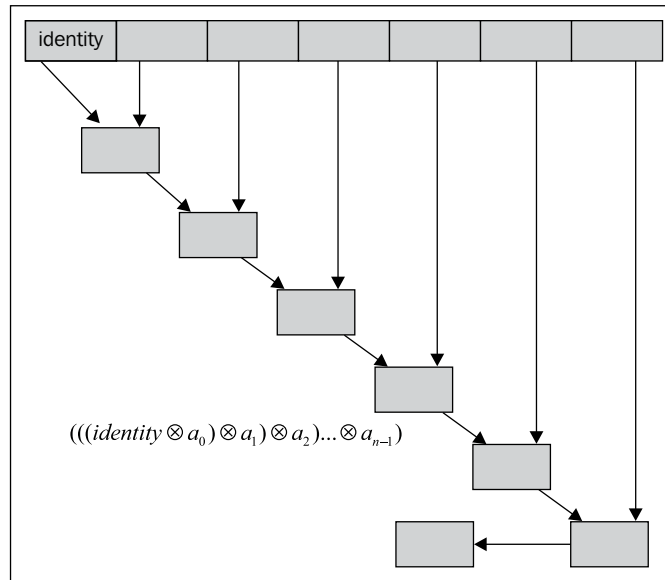 identity
(((identity ⊗ a₀) ⊗ a₁) ⊗ a₂)... ⊗ aₙ₋₁)